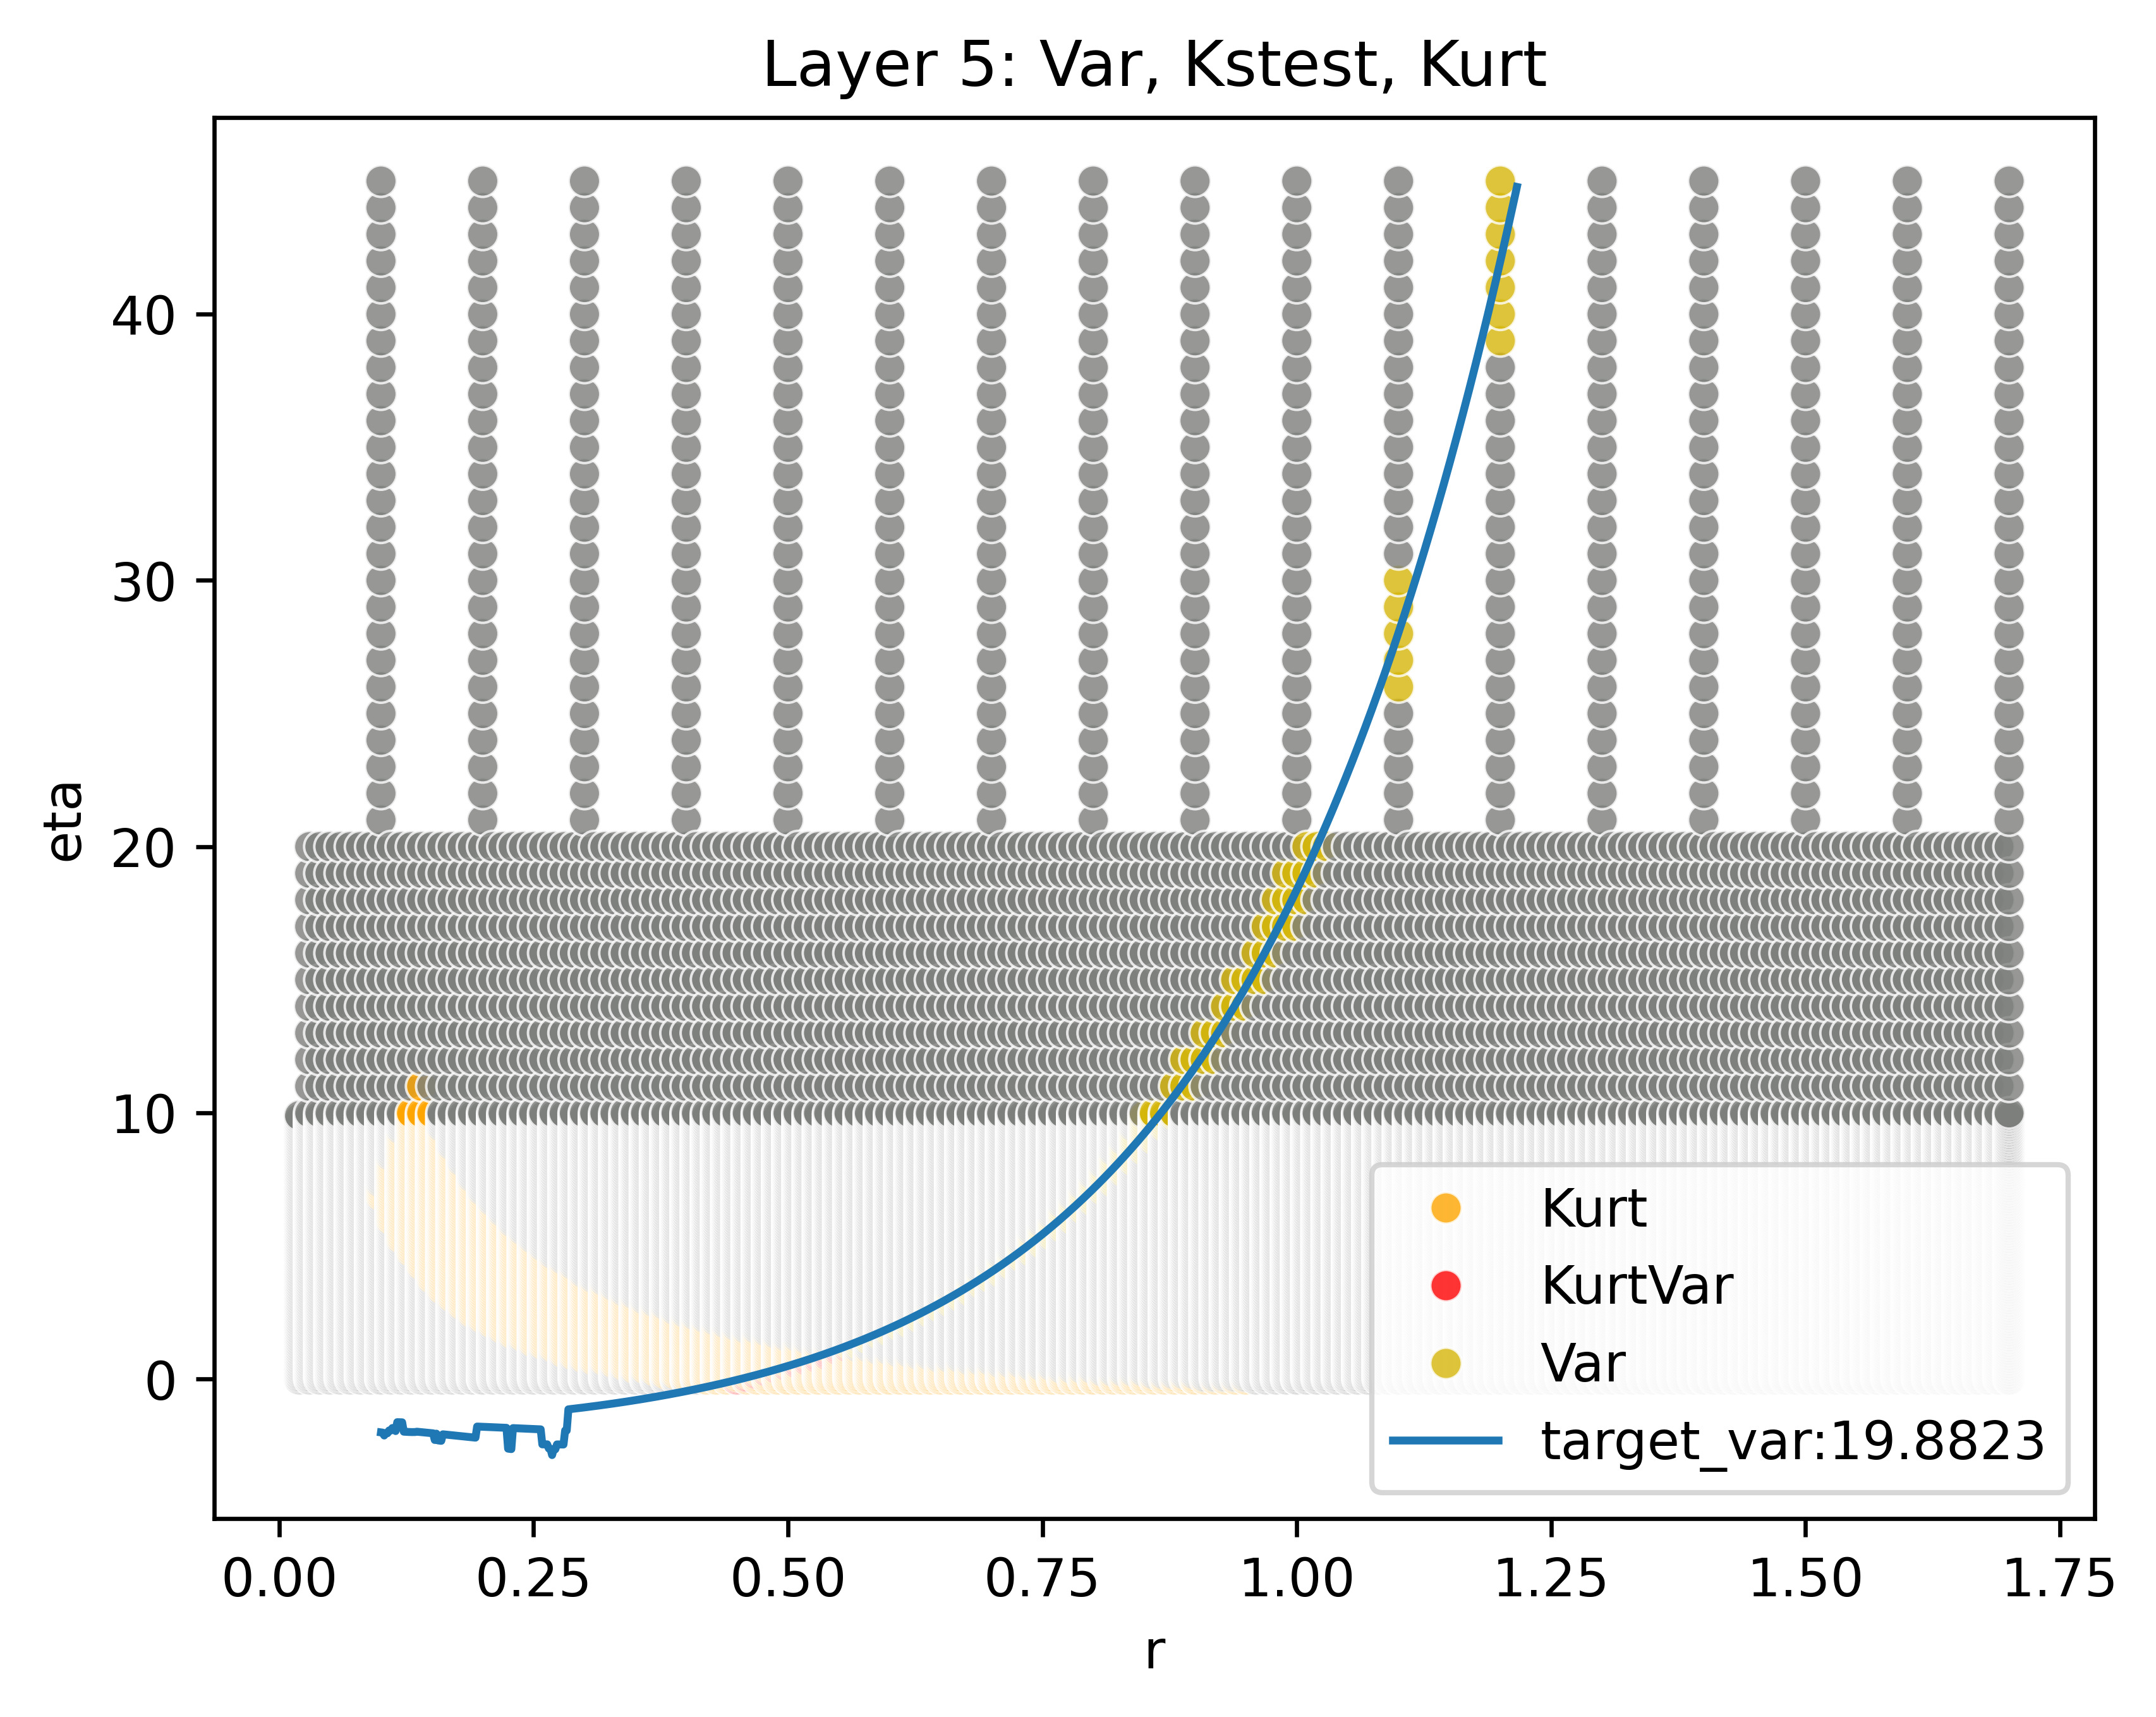 Layer 5: Var, Kstest, Kurt
eta
40
30
20
10
0
Kurt
KurtVar
Var
target_var:19.8823
0.00 0.25 0.50 0.75 1.00 1.25 1.50 1.75
r